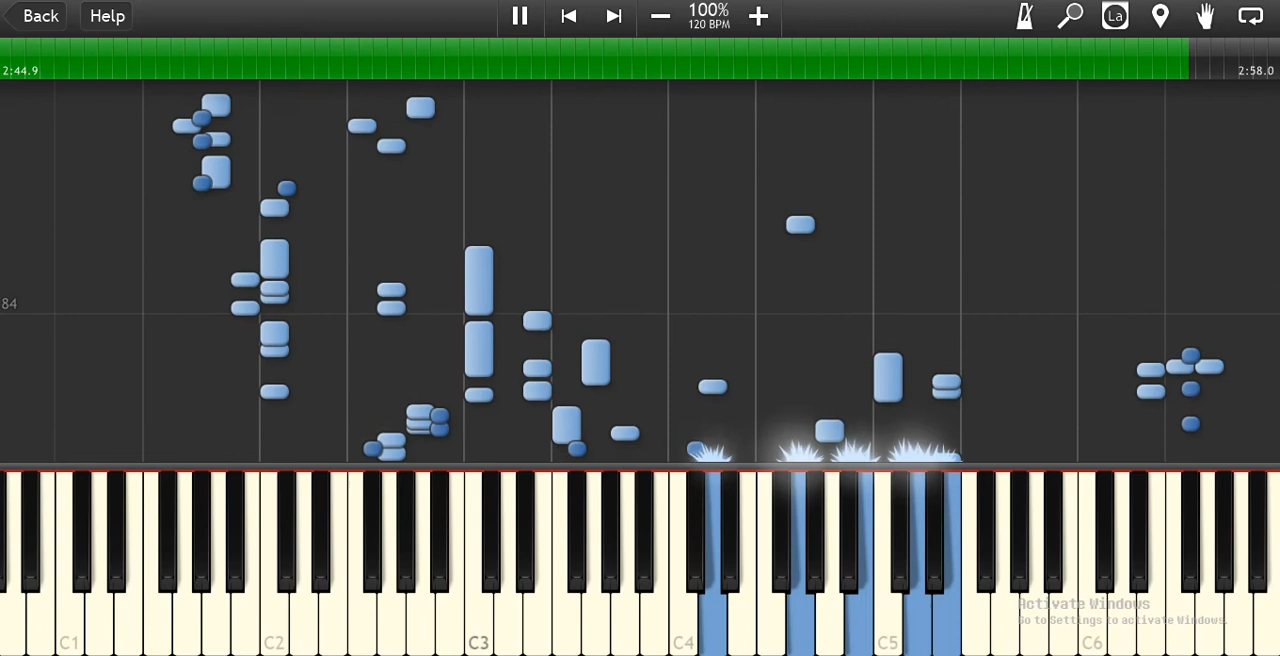 Back Help 100% La
120 BPM
2:44.9 2:58.0
84
Activate Windows
Go to Settings to activate Windows.
C1 C2 C3 C4 C5 C6